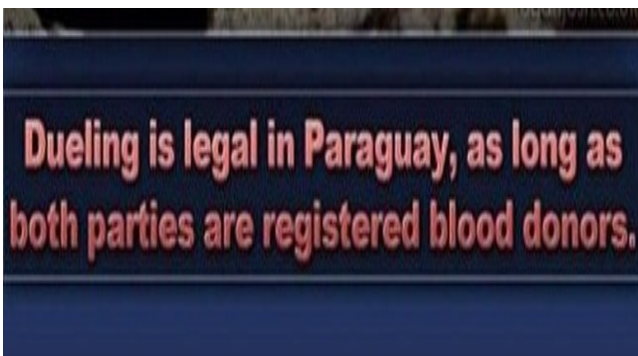 Dueling is legal in Paraguay, as long as
both parties are registered blood donors.